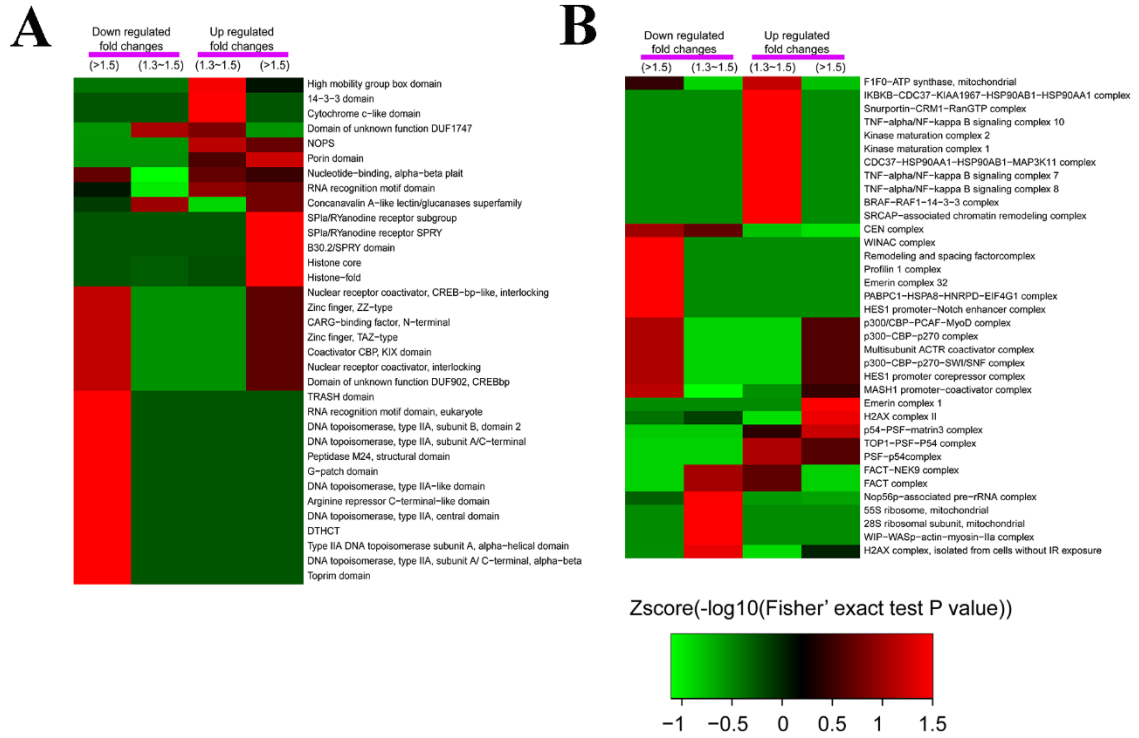 A
Down regulated
fold changes
Up regulated
fold changes
(>1.5)
(1.3~1.5)
(1.3~1.5)
(>1.5)
High mobility group box domain
14-3-3 domain
Cytochrome c-like domain
Domain of unknown function DUF1747
NOPS
Porin domain
Nucleotide-binding, alpha-beta plait
RNA recognition motif domain
Concanavalin A-like lectin/glucanases superfamily
SPla/RYanodine receptor subgroup
SPla/RYanodine receptor SPRY
B30.2/SPRY domain
Histone core
Histone-fold
Nuclear receptor coactivator, CREB-bp-like, interlocking
Zinc finger, ZZ-type
CARG-binding factor, N-terminal
Zinc finger, TAZ-type
Coactivator CBP, KIX domain
Nuclear receptor coactivator, interlocking
Domain of unknown function DUF902, CREBbp
TRASH domain
RNA recognition motif domain, eukaryote
DNA topoisomerase, type IIA, subunit B, domain 2
DNA topoisomerase, type IIA, subunit A/C-terminal
Peptidase M24, structural domain
G-patch domain
DNA topoisomerase, type IIA-like domain
Arginine repressor C-terminal-like domain
DNA topoisomerase, type IIA, central domain
DTHCT
Type IIA DNA topoisomerase subunit A, alpha-helical domain
DNA topoisomerase, type IIA, subunit A/ C-terminal, alpha-beta
Toprim domain
B
Down regulated
fold changes
Up regulated
fold changes
(>1.5)
(1.3~1.5)
(1.3~1.5)
(>1.5)
F1F0-ATP synthase, mitochondrial
IKBKB-CDC37-KIAA1967-HSP90AB1-HSP90AA1 complex
Snurportin-CRM1-RanGTP complex
TNF-alpha/NF-kappa B signaling complex 10
Kinase maturation complex 2
Kinase maturation complex 1
CDC37-HSP90AA1-HSP90AB1-MAP3K11 complex
TNF-alpha/NF-kappa B signaling complex 7
TNF-alpha/NF-kappa B signaling complex 8
BRAF-RAF1-14-3-3 complex
SRCAP-associated chromatin remodeling complex
CEN complex
WINAC complex
Remodeling and spacing factorcomplex
Profilin 1 complex
Emerin complex 32
PABPC1-HSPA8-HNRPD-EIF4G1 complex
HES1 promoter-Notch enhancer complex
p300/CBP-PCAF-MyoD complex
p300-CBP-p270 complex
Multisubunit ACTR coactivator complex
p300-CBP-p270-SWI/SNF complex
HES1 promoter corepressor complex
MASH1 promoter-coactivator complex
Emerin complex 1
H2AX complex II
p54-PSF-matrin3 complex
TOP1-PSF-P54 complex
PSF-p54complex
FACT-NEK9 complex
FACT complex
Nop56p-associated pre-rRNA complex
55S ribosome, mitochondrial
28S ribosomal subunit, mitochondrial
WIP-WASp-actin-myosin-IIa complex
H2AX complex, isolated from cells without IR exposure
Zscore(-log10(Fisher' exact test P value))
−1 −0.5 0 0.5 1 1.5